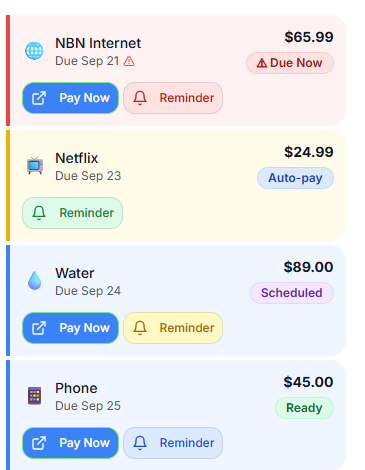 NBN Internet
$65.99
Due Sep 21 ⚠
⚠ Due Now
Pay Now
Reminder
Netflix
$24.99
Due Sep 23
Auto-pay
Reminder
Water
$89.00
Due Sep 24
Scheduled
Pay Now
Reminder
Phone
$45.00
Due Sep 25
Ready
Pay Now
Reminder